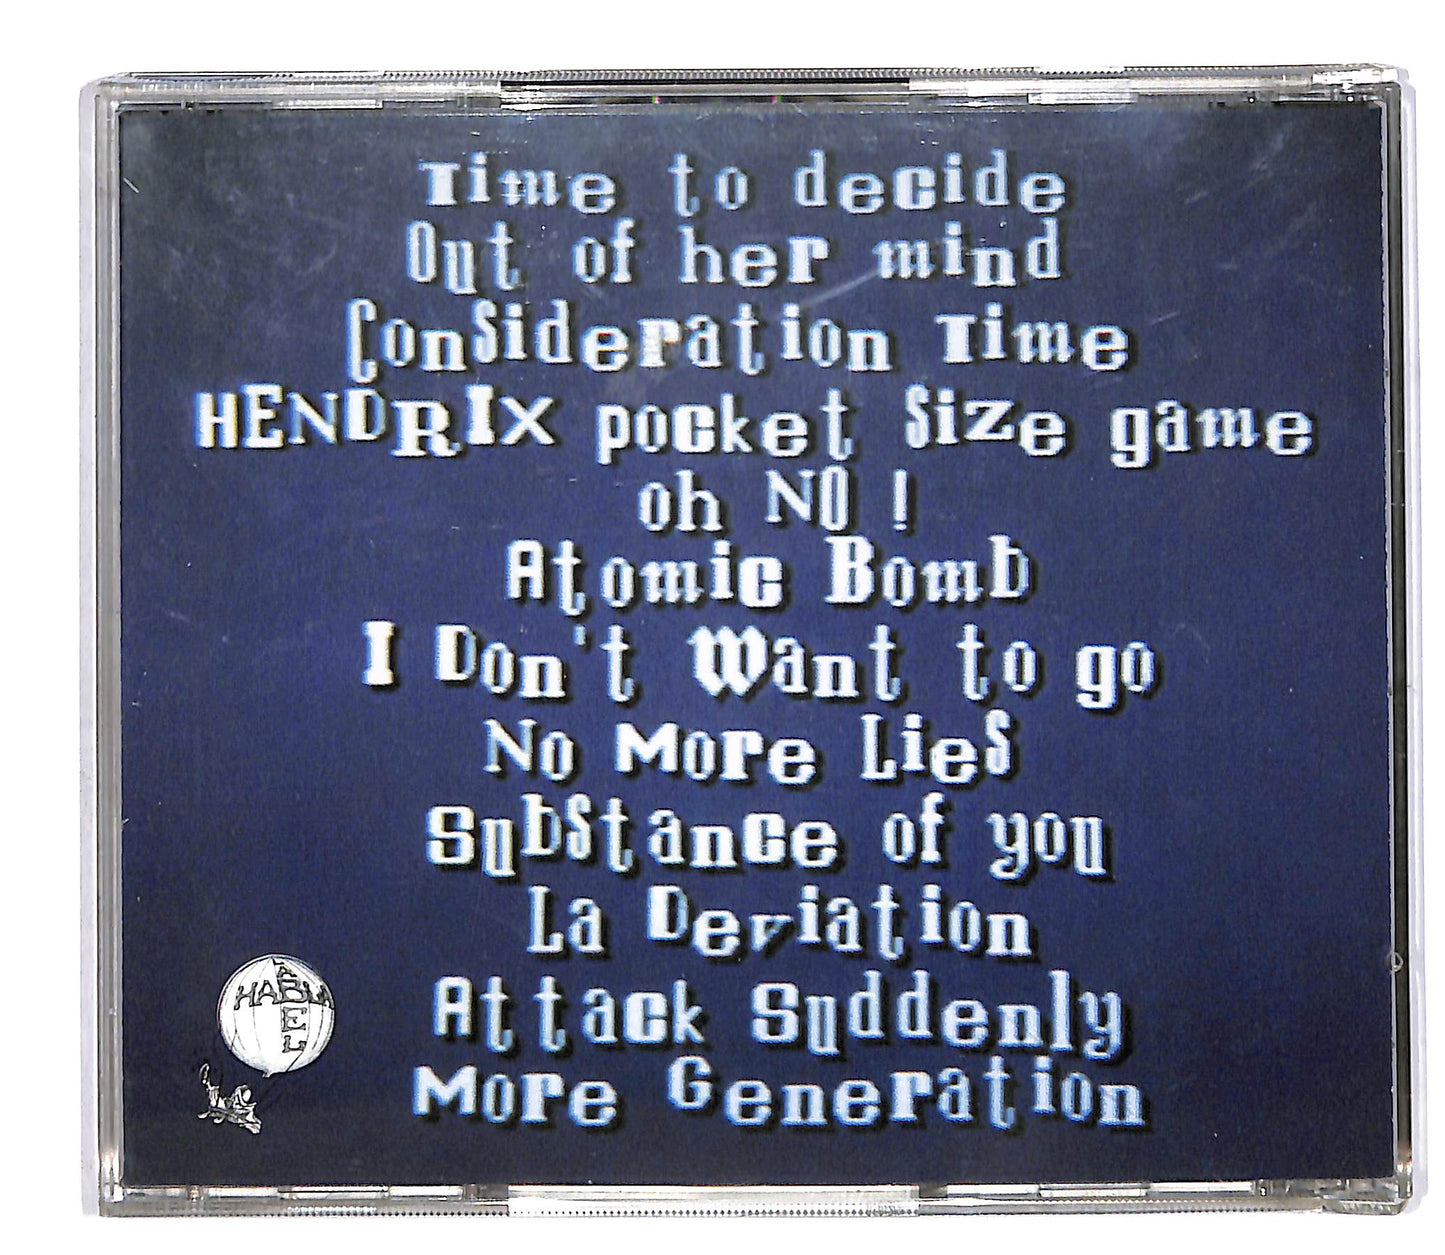 Time to decide
Out of her mind
Consideration Time
HENDRIX pocket Size game
oh NO !
Atomic Bomb
I Don't Want to go
No More Lies
Substance of you
La Deviation
Attack Suddenly
More Generation